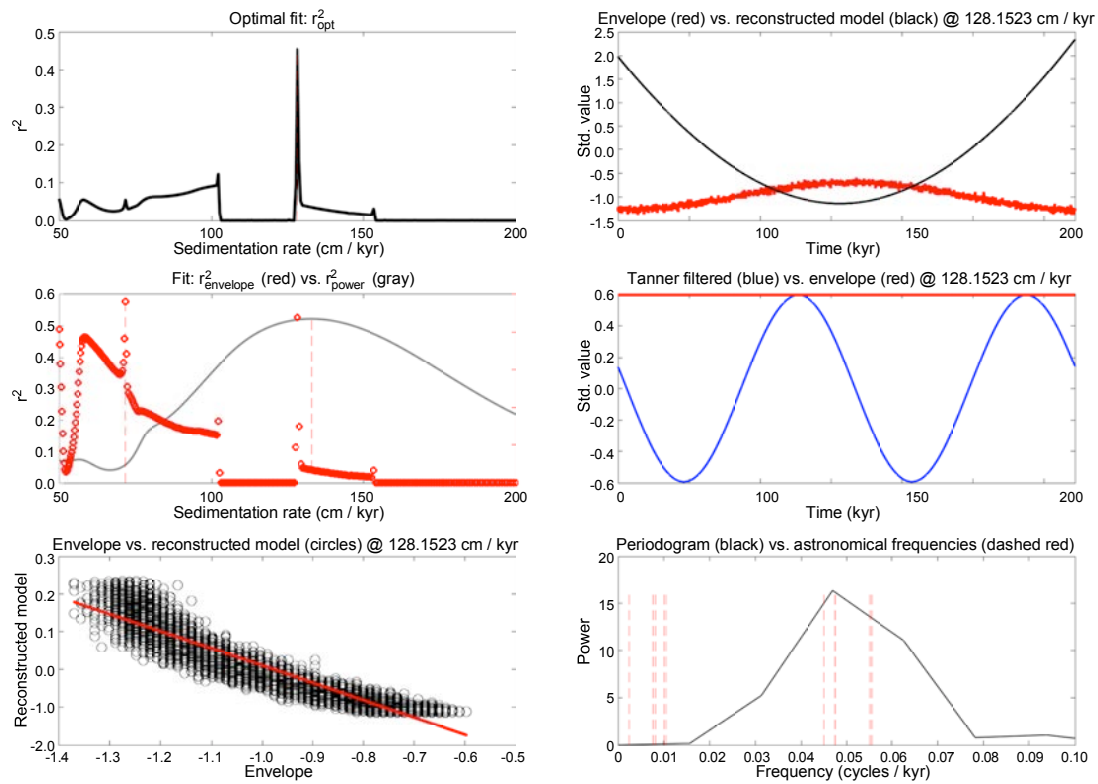 Optimal fit: r²opt
0.5
0.4
0.3
0.2
0.1
0.0
r²
50 100 150 200
Sedimentation rate (cm / kyr)
Envelope (red) vs. reconstructed model (black) @ 128.1523 cm / kyr
2.5
2.0
1.5
1.0
0.5
0.0
-0.5
-1.0
-1.5
Std. value
0 100 150 200
Time (kyr)
Fit: r²envelope (red) vs. r²power (gray)
0.6
0.5
0.4
0.3
0.2
0.1
0.0
r²
50 100 150 200
Sedimentation rate (cm / kyr)
Tanner filtered (blue) vs. envelope (red) @ 128.1523 cm / kyr
0.6
0.4
0.2
0.0
-0.2
-0.4
-0.6
Std. value
0 100 150 200
Time (kyr)
Envelope vs. reconstructed model (circles) @ 128.1523 cm / kyr
0.3
0.2
0.1
0.0
-0.1
-1.0
-2.0
Reconstructed model
-1.4 -1.3 -1.2 -1.1 -1.0 -0.9 -0.8 -0.7 -0.6 -0.5
Envelope
Periodogram (black) vs. astronomical frequencies (dashed red)
20
15
10
5
0
Power
0 0.01 0.02 0.03 0.04 0.05 0.06 0.07 0.08 0.09 0.10
Frequency (cycles / kyr)